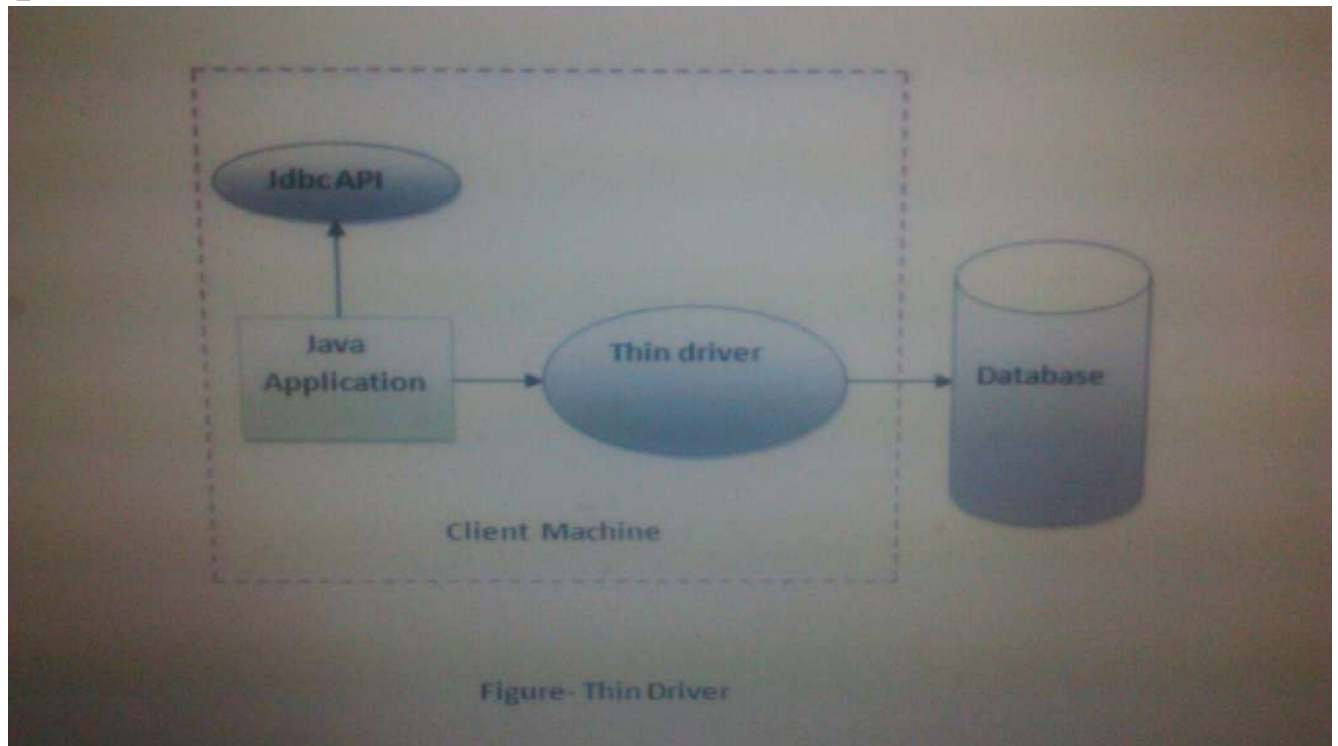 Jdbc API
Java
Application
Thin driver
Database
Client Machine
Figure- Thin Driver